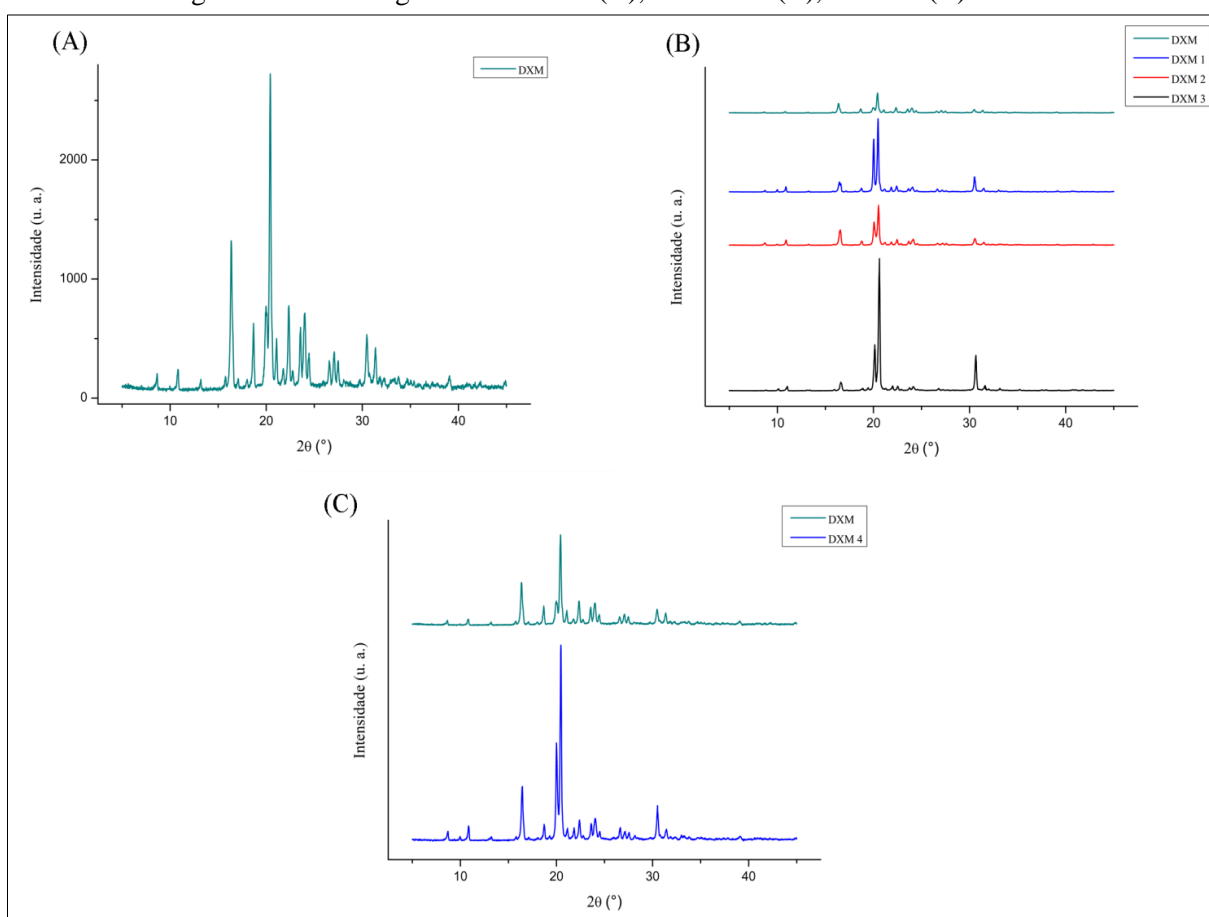 (A)
DXM
2000
1000
0
Intensidade (u. a.)
10 20 30 40
2θ (°)
(B)
DXM
DXM 1
DXM 2
DXM 3
Intensidade (u. a.)
10 20 30 40
2θ (°)
(C)
DXM
DXM 4
Intensidade (u. a.)
10 20 30 40
2θ (°)